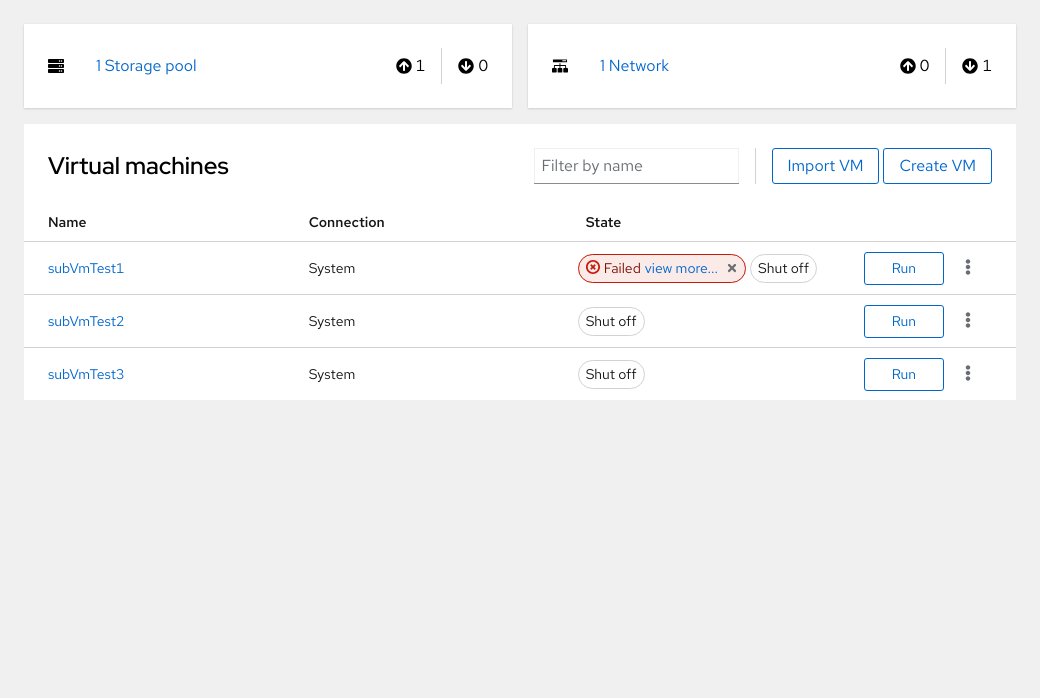 1 Storage pool 1 0
1 Network 0 1
Virtual machines Filter by name Import VM Create VM
Name Connection State
subVmTest1 System Failed view more... Shut off Run
subVmTest2 System Shut off Run
subVmTest3 System Shut off Run